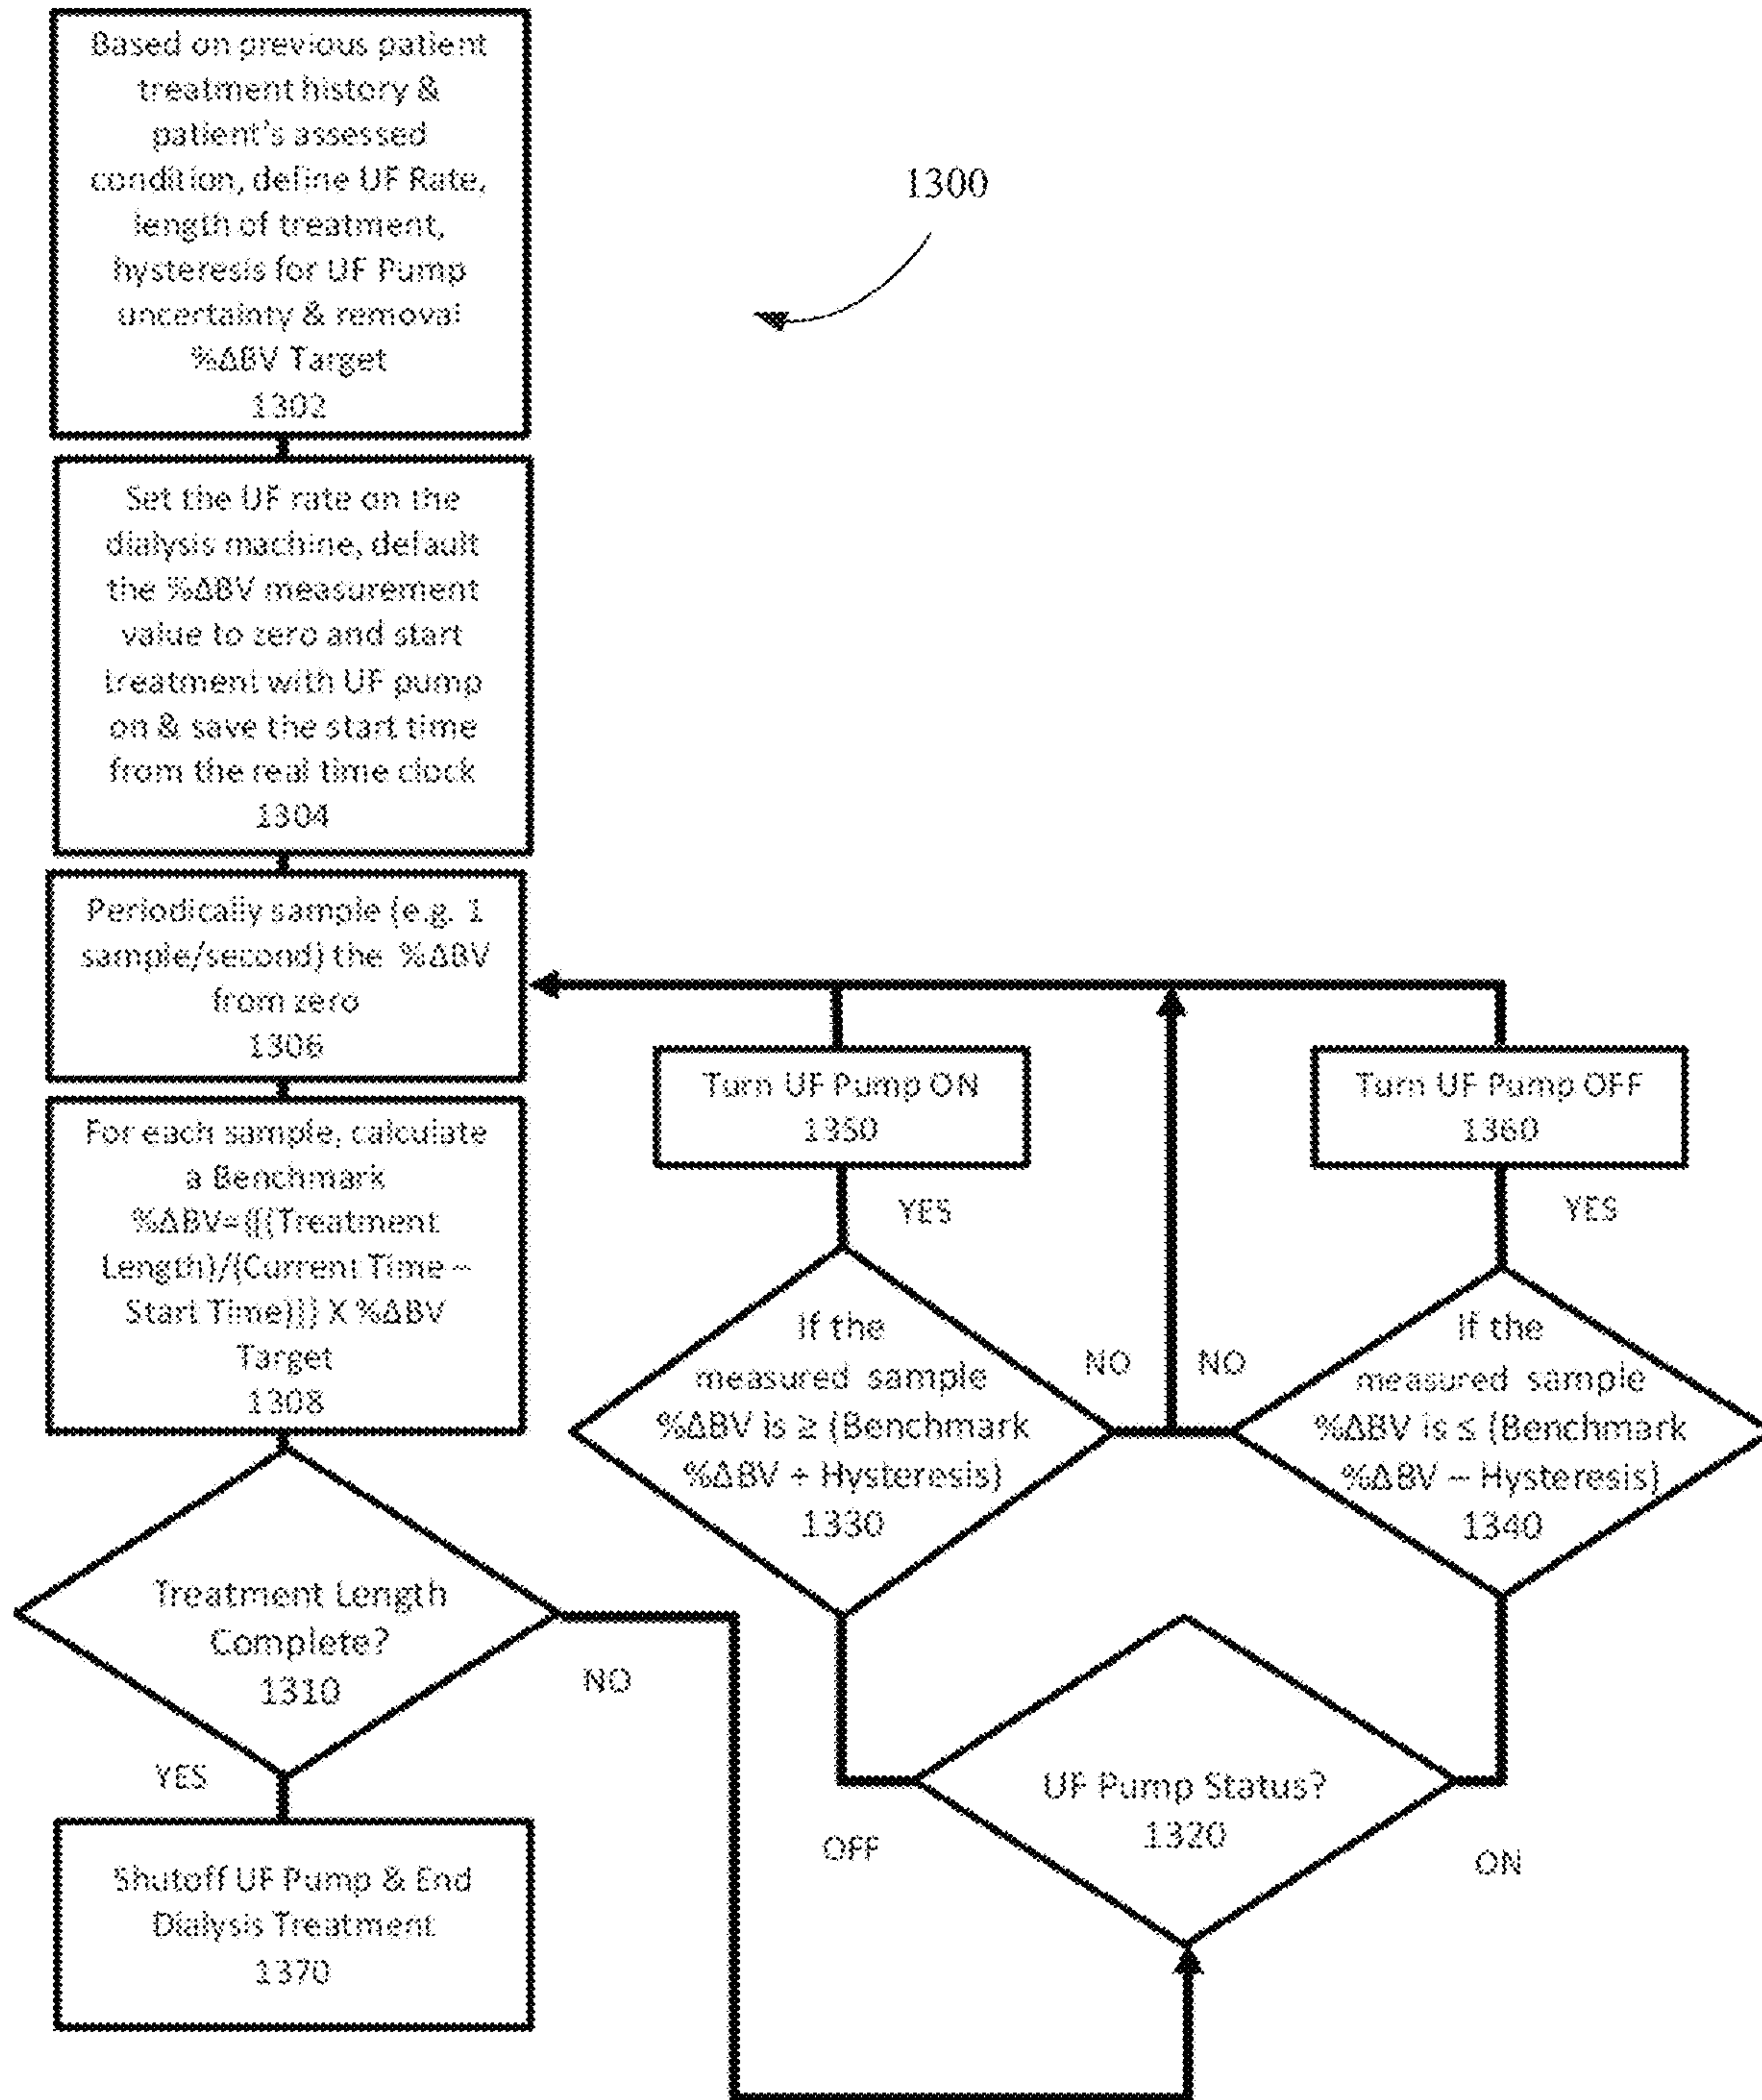 Based on previous patient
treatment history &
patient's assessed
condition, define UF Rate,
length of treatment,
hysteresis for UF Pump
uncertainty & removal
%ΔBV Target
1302
1300
Set the UF rate on the
dialysis machine, default
the %ΔBV measurement
value to zero and start
treatment with UF pump
on & save the start time
from the real time clock
1304
Periodically sample (e.g. 1
sample/second) the %ΔBV
from zero
1306
For each sample, calculate
a Benchmark
%ΔBV=(((Treatment
Length)/(Current Time –
Start Time))) X %ΔBV
Target
1308
Treatment Length
Complete?
1310
YES
NO
Shutoff UF Pump & End
Dialysis Treatment
1370
Turn UF Pump ON
1350
YES
If the
measured sample
%ΔBV is ≥ (Benchmark
%ΔBV + Hysteresis)
1330
NO
Turn UF Pump OFF
1360
YES
If the
measured sample
%ΔBV is ≤ (Benchmark
%ΔBV – Hysteresis)
1340
NO
UF Pump Status?
1320
OFF
ON